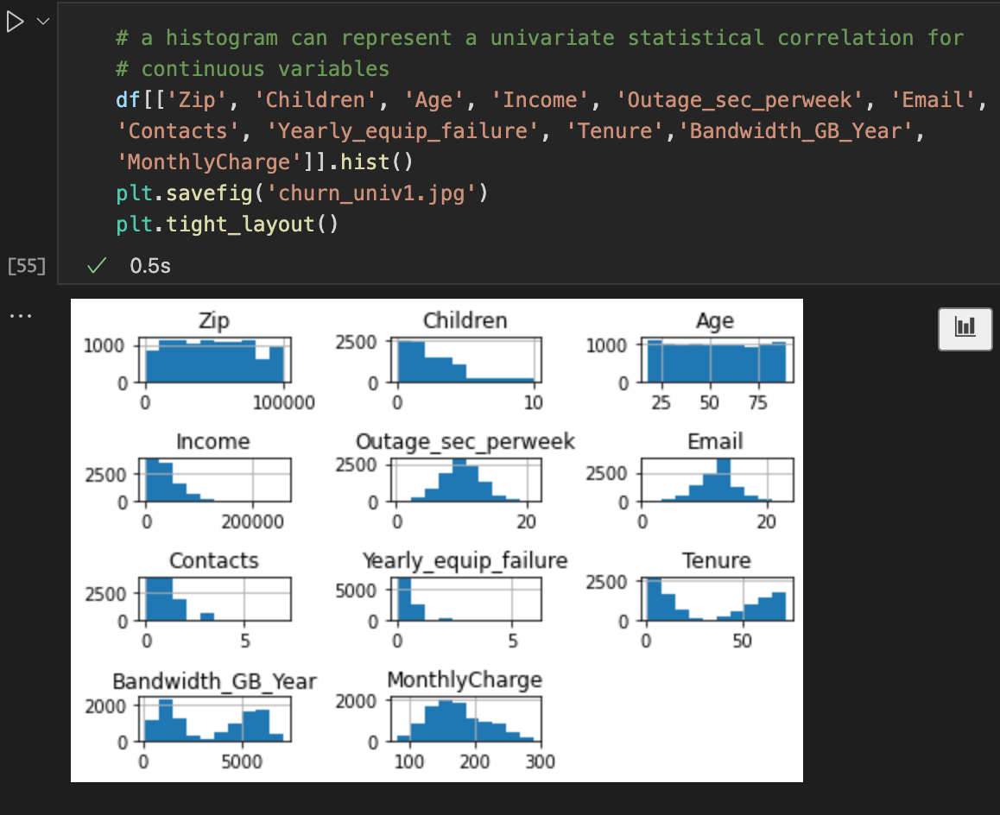 # a histogram can represent a univariate statistical correlation for
# continuous variables
df[['Zip', 'Children', 'Age', 'Income', 'Outage_sec_perweek', 'Email',
'Contacts', 'Yearly_equip_failure', 'Tenure','Bandwidth_GB_Year',
'MonthlyCharge']].hist()
plt.savefig('churn_univ1.jpg')
plt.tight_layout()
[55] 0.5s
...
Zip Children Age
1000 2500 1000
0 0 0
0 100000 0 10 25 50 75
Income Outage_sec_perweek Email
2500 2500 2500
0 0 0
0 200000 0 20 0 20
Contacts Yearly_equip_failure Tenure
2500 5000 2500
0 0 0
0 5 0 5 0 50
Bandwidth_GB_Year MonthlyCharge
2000 2000
0 0
0 5000 100 200 300